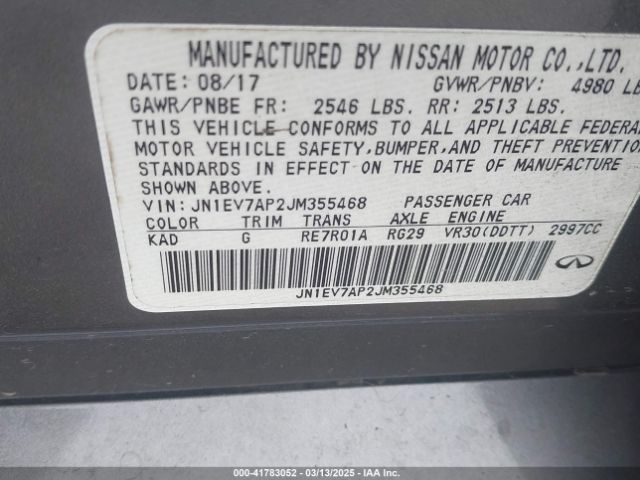 MANUFACTURED BY NISSAN MOTOR CO.,LTD.
DATE: 08/17 GVWR/PNBV: 4980 LB
GAWR/PNBE FR: 2546 LBS. RR: 2513 LBS.
THIS VEHICLE CONFORMS TO ALL APPLICABLE FEDERAL
MOTOR VEHICLE SAFETY,BUMPER,AND THEFT PREVENTION
STANDARDS IN EFFECT ON THE DATE OF MANUFACTURE
SHOWN ABOVE.
VIN: JN1EV7AP2JM355468 PASSENGER CAR
COLOR TRIM TRANS AXLE ENGINE
KAD G RE7R01A RG29 VR30(DDTT) 2997CC
JN1EV7AP2JM355468
000-41783052 | 03/13/2025 | IAA Inc.